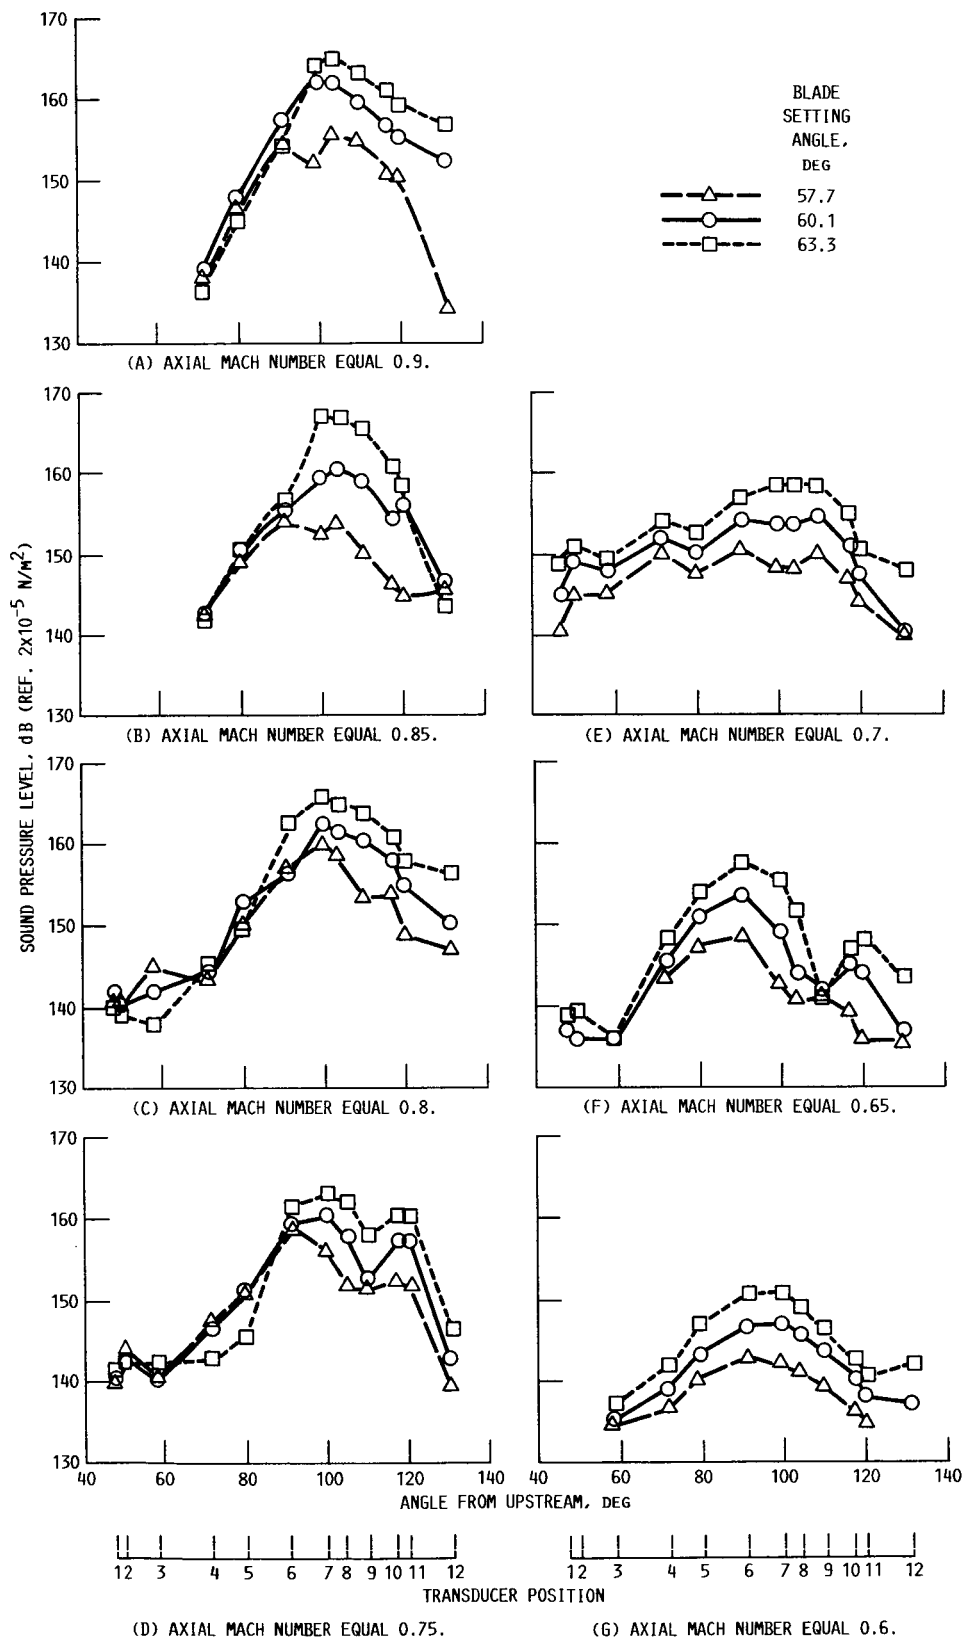 170
160
150
140
130
(A) AXIAL MACH NUMBER EQUAL 0.9.
BLADE
SETTING
ANGLE,
DEG
57.7
60.1
63.3
SOUND PRESSURE LEVEL, dB (REF. 2x10⁻⁵ N/m²)
170
160
150
140
130
(B) AXIAL MACH NUMBER EQUAL 0.85.
(E) AXIAL MACH NUMBER EQUAL 0.7.
170
160
150
140
130
(C) AXIAL MACH NUMBER EQUAL 0.8.
(F) AXIAL MACH NUMBER EQUAL 0.65.
170
160
150
140
130
40 60 80 100 120 140
40 60 80 100 120 140
ANGLE FROM UPSTREAM, DEG
12 3 4 5 6 7 8 9 10 11 12
12 3 4 5 6 7 8 9 10 11 12
TRANSDUCER POSITION
(D) AXIAL MACH NUMBER EQUAL 0.75.
(G) AXIAL MACH NUMBER EQUAL 0.6.